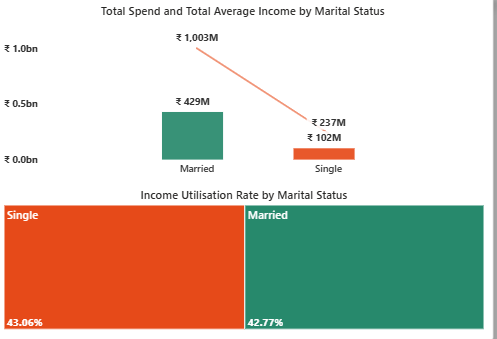 Total Spend and Total Average Income by Marital Status
₹ 1,003M
₹ 1.0bn
₹ 0.5bn
₹ 429M
₹ 237M
₹ 102M
₹ 0.0bn
Married Single
Income Utilisation Rate by Marital Status
Single Married
43.06% 42.77%